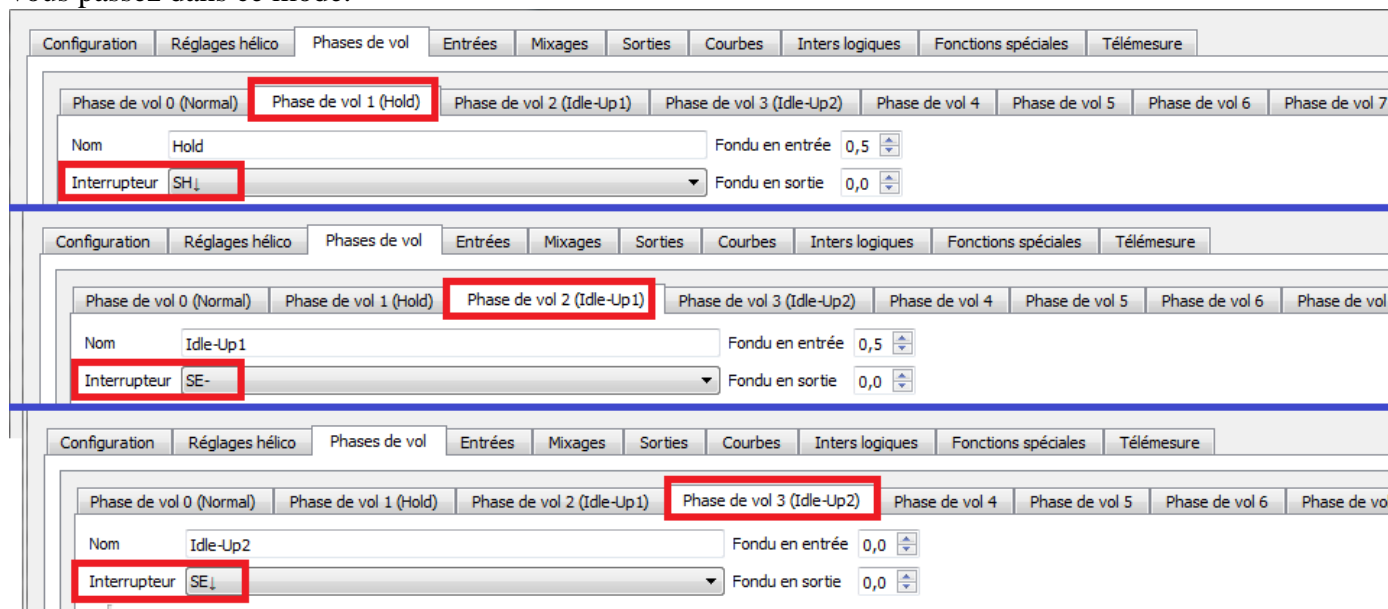 vous passez dans ce mode.
Configuration Réglages hélico Phases de vol Entrées Mixages Sorties Courbes Inters logiques Fonctions spéciales Télémesure
Phase de vol 0 (Normal) Phase de vol 1 (Hold) Phase de vol 2 (Idle-Up1) Phase de vol 3 (Idle-Up2) Phase de vol 4 Phase de vol 5 Phase de vol 6 Phase de vol 7
Nom Hold Fondu en entrée 0,5
Interrupteur SH↓ Fondu en sortie 0,0
Configuration Réglages hélico Phases de vol Entrées Mixages Sorties Courbes Inters logiques Fonctions spéciales Télémesure
Phase de vol 0 (Normal) Phase de vol 1 (Hold) Phase de vol 2 (Idle-Up1) Phase de vol 3 (Idle-Up2) Phase de vol 4 Phase de vol 5 Phase de vol 6 Phase de vol
Nom Idle-Up1 Fondu en entrée 0,5
Interrupteur SE- Fondu en sortie 0,0
Configuration Réglages hélico Phases de vol Entrées Mixages Sorties Courbes Inters logiques Fonctions spéciales Télémesure
Phase de vol 0 (Normal) Phase de vol 1 (Hold) Phase de vol 2 (Idle-Up1) Phase de vol 3 (Idle-Up2) Phase de vol 4 Phase de vol 5 Phase de vol 6 Phase de vo
Nom Idle-Up2 Fondu en entrée 0,0
Interrupteur SE↓ Fondu en sortie 0,0